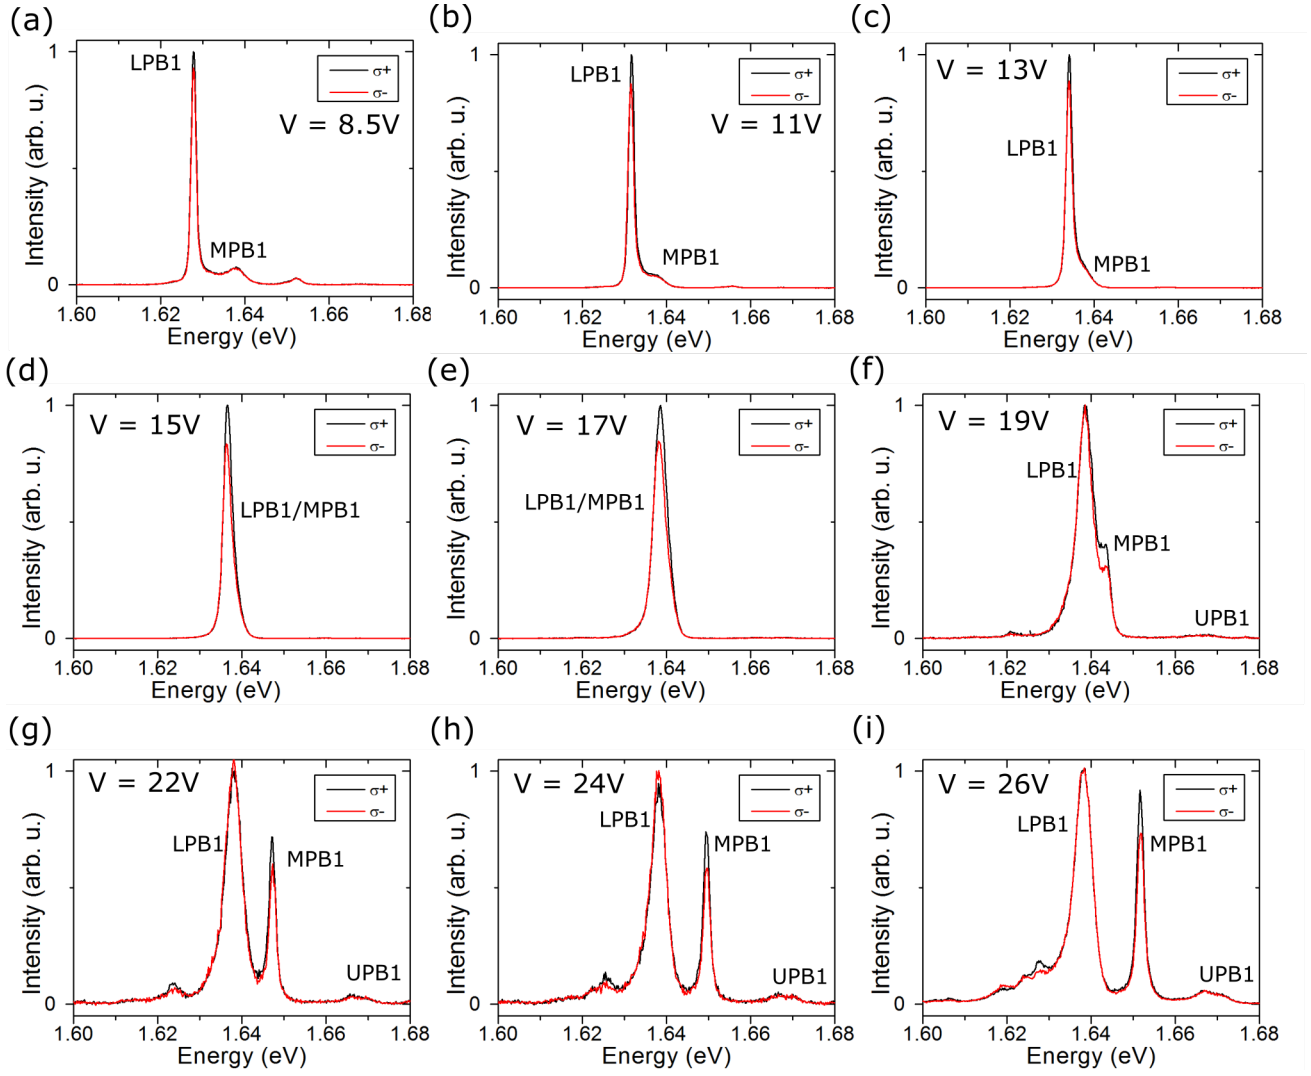 (a)
1
LPB1
σ+
σ-
V = 8.5V
MPB1
0
Intensity (arb. u.)
1.60 1.62 1.64 1.66 1.68
Energy (eV)
(b)
1
LPB1
σ+
σ-
V = 11V
MPB1
0
Intensity (arb. u.)
1.60 1.62 1.64 1.66 1.68
Energy (eV)
(c)
1
V = 13V
σ+
σ-
LPB1
MPB1
0
Intensity (arb. u.)
1.60 1.62 1.64 1.66 1.68
Energy (eV)
(d)
1
V = 15V
σ+
σ-
LPB1/MPB1
0
Intensity (arb. u.)
1.60 1.62 1.64 1.66 1.68
Energy (eV)
(e)
1
V = 17V
σ+
σ-
LPB1/MPB1
0
Intensity (arb. u.)
1.60 1.62 1.64 1.66 1.68
Energy (eV)
(f)
1
V = 19V
σ+
σ-
LPB1
MPB1
UPB1
0
Intensity (arb. u.)
1.60 1.62 1.64 1.66 1.68
Energy (eV)
(g)
1
V = 22V
σ+
σ-
LPB1
MPB1
UPB1
0
Intensity (arb. u.)
1.60 1.62 1.64 1.66 1.68
Energy (eV)
(h)
1
V = 24V
σ+
σ-
LPB1
MPB1
UPB1
0
Intensity (arb. u.)
1.60 1.62 1.64 1.66 1.68
Energy (eV)
(i)
1
V = 26V
σ+
σ-
LPB1
MPB1
UPB1
0
Intensity (arb. u.)
1.60 1.62 1.64 1.66 1.68
Energy (eV)